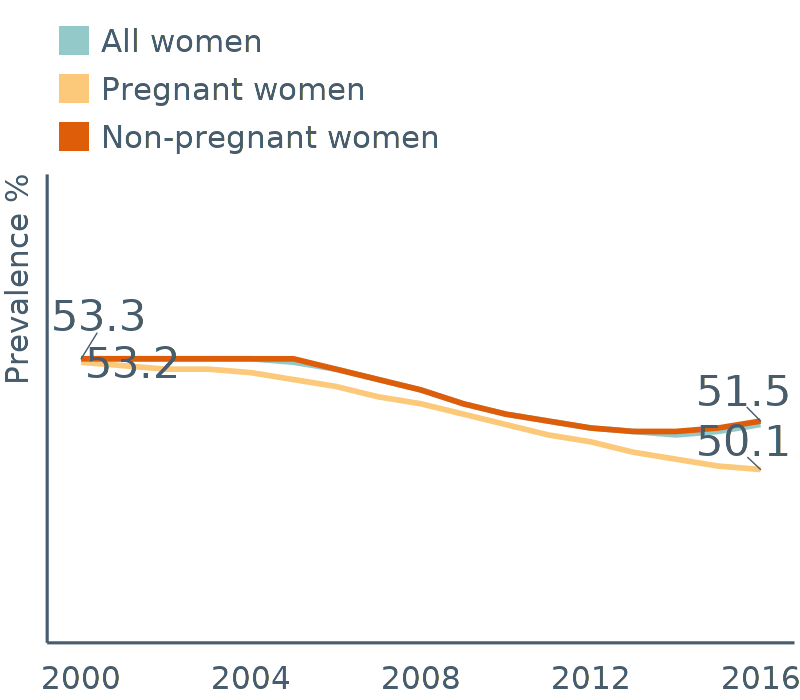 All women
Pregnant women
Non-pregnant women
Prevalence %
53.3
53.2
51.5
50.1
2000 2004 2008 2012 2016